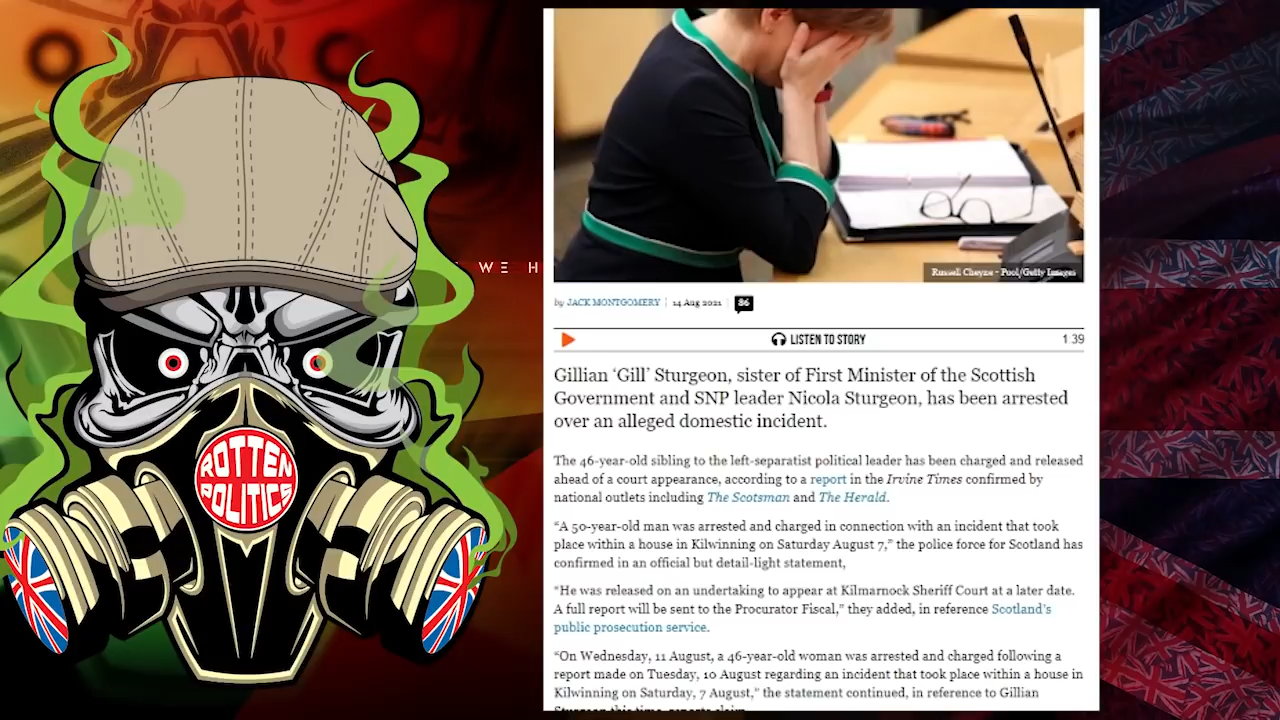 WE H
ROTTEN
POLITICS
Russell Cheyne - Pool/Getty Images
by JACK MONTGOMERY | 14 Aug 2021 | 86
LISTEN TO STORY 1.39
Gillian ‘Gill’ Sturgeon, sister of First Minister of the Scottish
Government and SNP leader Nicola Sturgeon, has been arrested
over an alleged domestic incident.
The 46-year-old sibling to the left-separatist political leader has been charged and released
ahead of a court appearance, according to a report in the Irvine Times confirmed by
national outlets including The Scotsman and The Herald.
“A 50-year-old man was arrested and charged in connection with an incident that took
place within a house in Kilwinning on Saturday August 7,” the police force for Scotland has
confirmed in an official but detail-light statement,
“He was released on an undertaking to appear at Kilmarnock Sheriff Court at a later date.
A full report will be sent to the Procurator Fiscal,” they added, in reference Scotland’s
public prosecution service.
“On Wednesday, 11 August, a 46-year-old woman was arrested and charged following a
report made on Tuesday, 10 August regarding an incident that took place within a house in
Kilwinning on Saturday, 7 August,” the statement continued, in reference to Gillian
Sturgeon this time, reports claim.